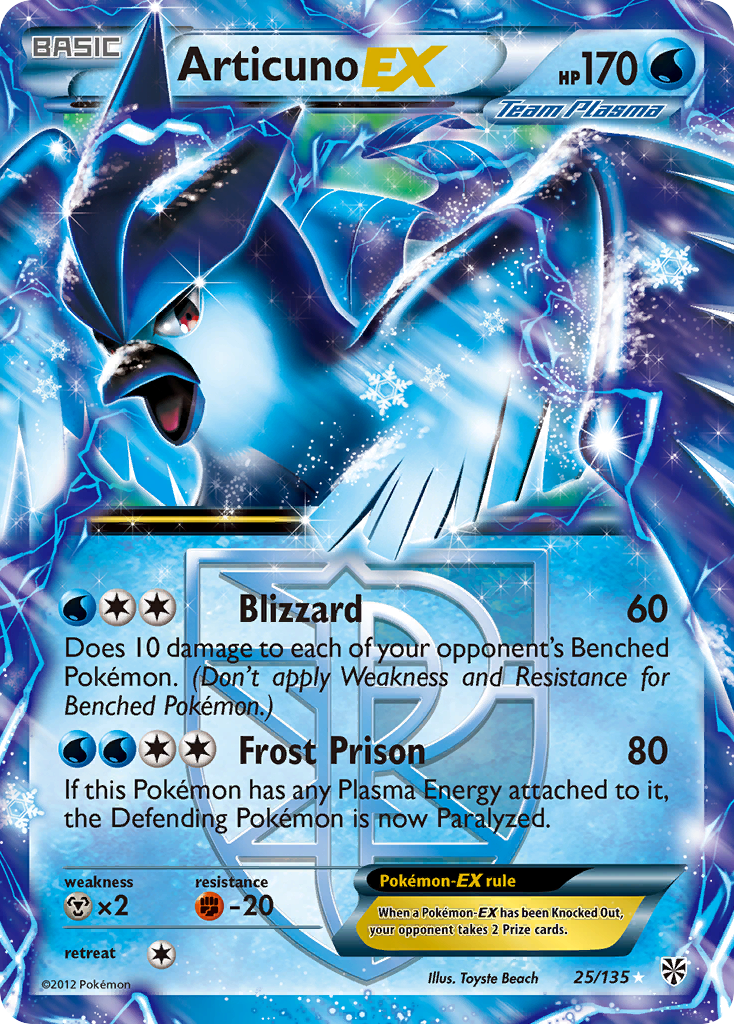 BASIC
Articuno EX
HP 170
Team Plasma
Blizzard 60
Does 10 damage to each of your opponent's Benched
Pokémon. (Don't apply Weakness and Resistance for
Benched Pokémon.)
Frost Prison 80
If this Pokémon has any Plasma Energy attached to it,
the Defending Pokémon is now Paralyzed.
weakness resistance
×2 -20
retreat
Pokémon-EX rule
When a Pokémon-EX has been Knocked Out,
your opponent takes 2 Prize cards.
©2012 Pokémon
Illus. Toyste Beach 25/135